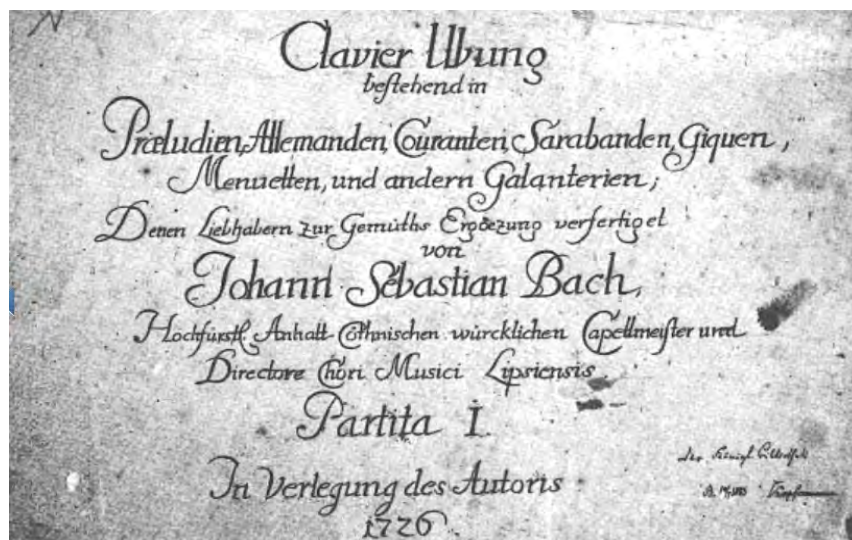 Clavier Ubung
bestehend in
Præludien, Allemanden, Couranten, Sarabanden, Giquen,
Menuetten, und andern Galanterien;
Denen Liebhabern zur Gemüths Ergoezung verfertiget
von
Johann Sebastian Bach,
Hochfürstl. Anhalt-Cöthnischen würcklichen Capellmeister und
Directore Chori Musici Lipsiensis.
Partita I.
In Verlegung des Autoris
1726.